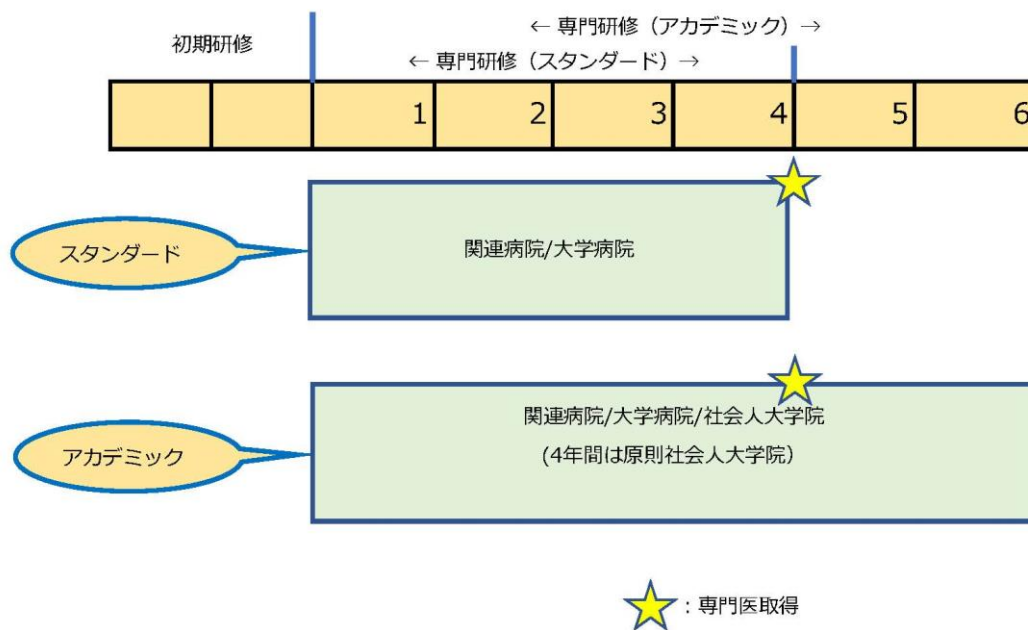 ← 専門研修（アカデミック）→
初期研修
← 専門研修（スタンダード）→
1 2 3 4 5 6
スタンダード
関連病院/大学病院
関連病院/大学病院/社会人大学院
(4年間は原則社会人大学院）
アカデミック
：専門医取得